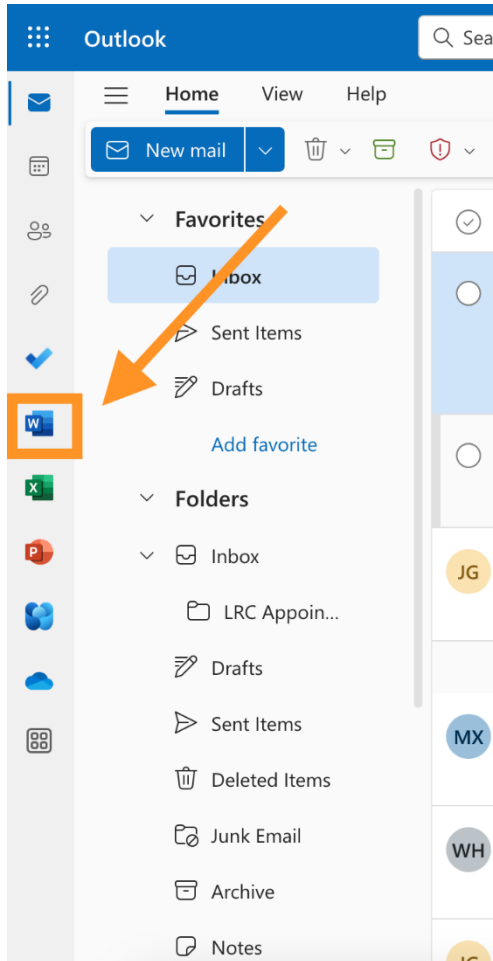 Outlook
Sea
Home View Help
New mail
Favorites
Inbox
Sent Items
Drafts
Add favorite
W
Folders
X
P
Inbox
JG
LRC Appoin...
Drafts
Sent Items
MX
Deleted Items
Junk Email
WH
Archive
Notes
JG